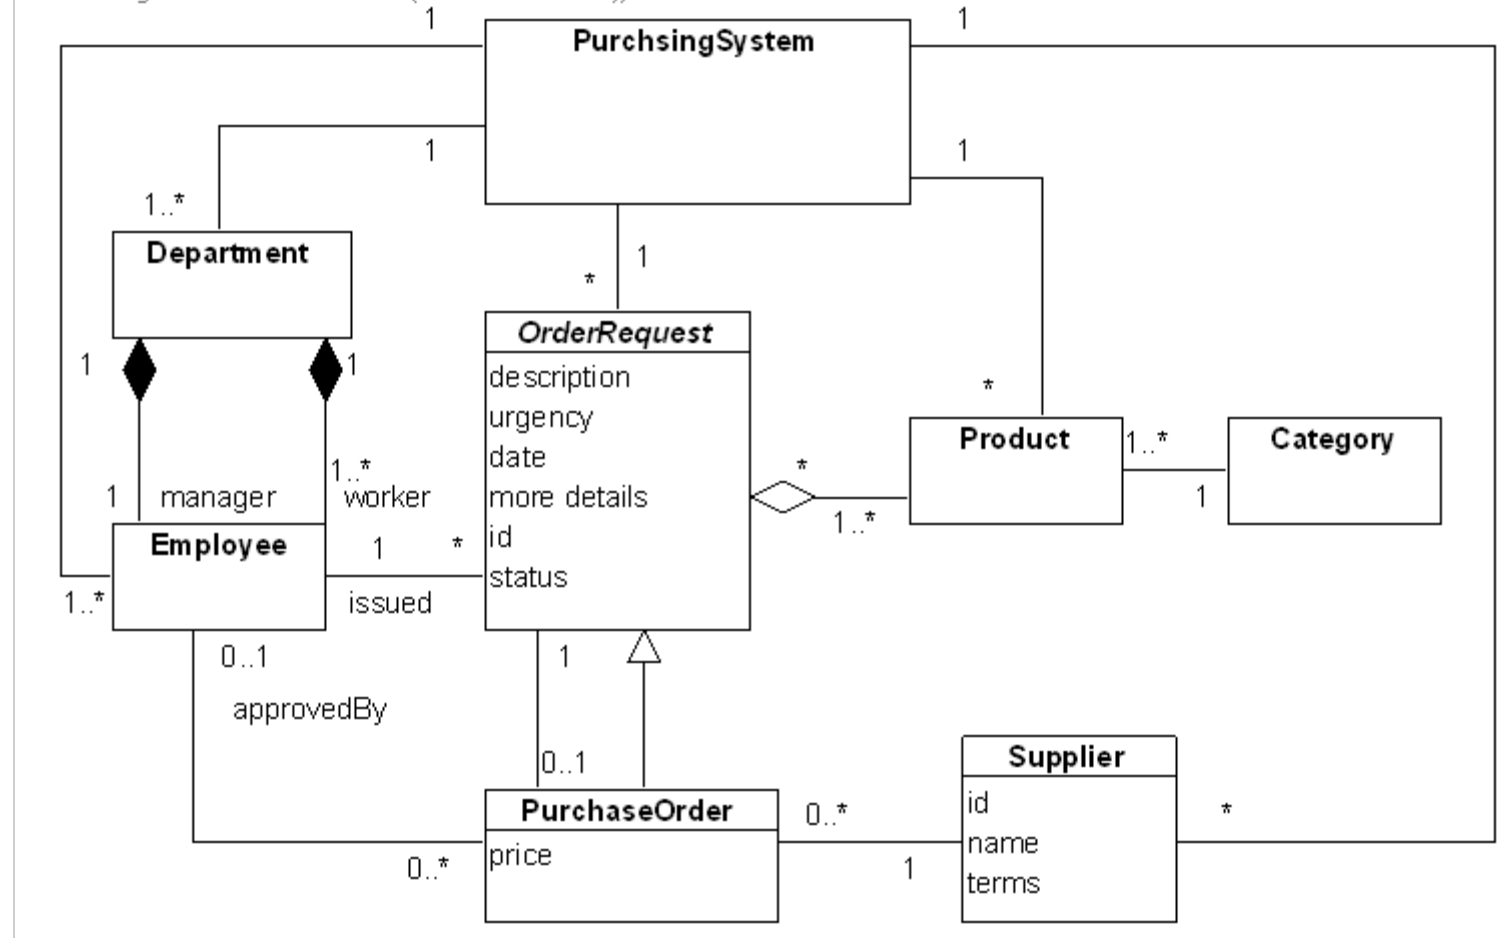 1
1
PurchsingSystem
1
1
1..*
Department
1
*
OrderRequest
1
1
description
urgency
date
more details
id
status
*
Product
1..*
Category
1..*
*
1
manager
worker
1..*
1
Employee
1
*
issued
1..*
0..1
1
approvedBy
0..1
PurchaseOrder
price
Supplier
id
name
terms
0..*
*
0..*
1